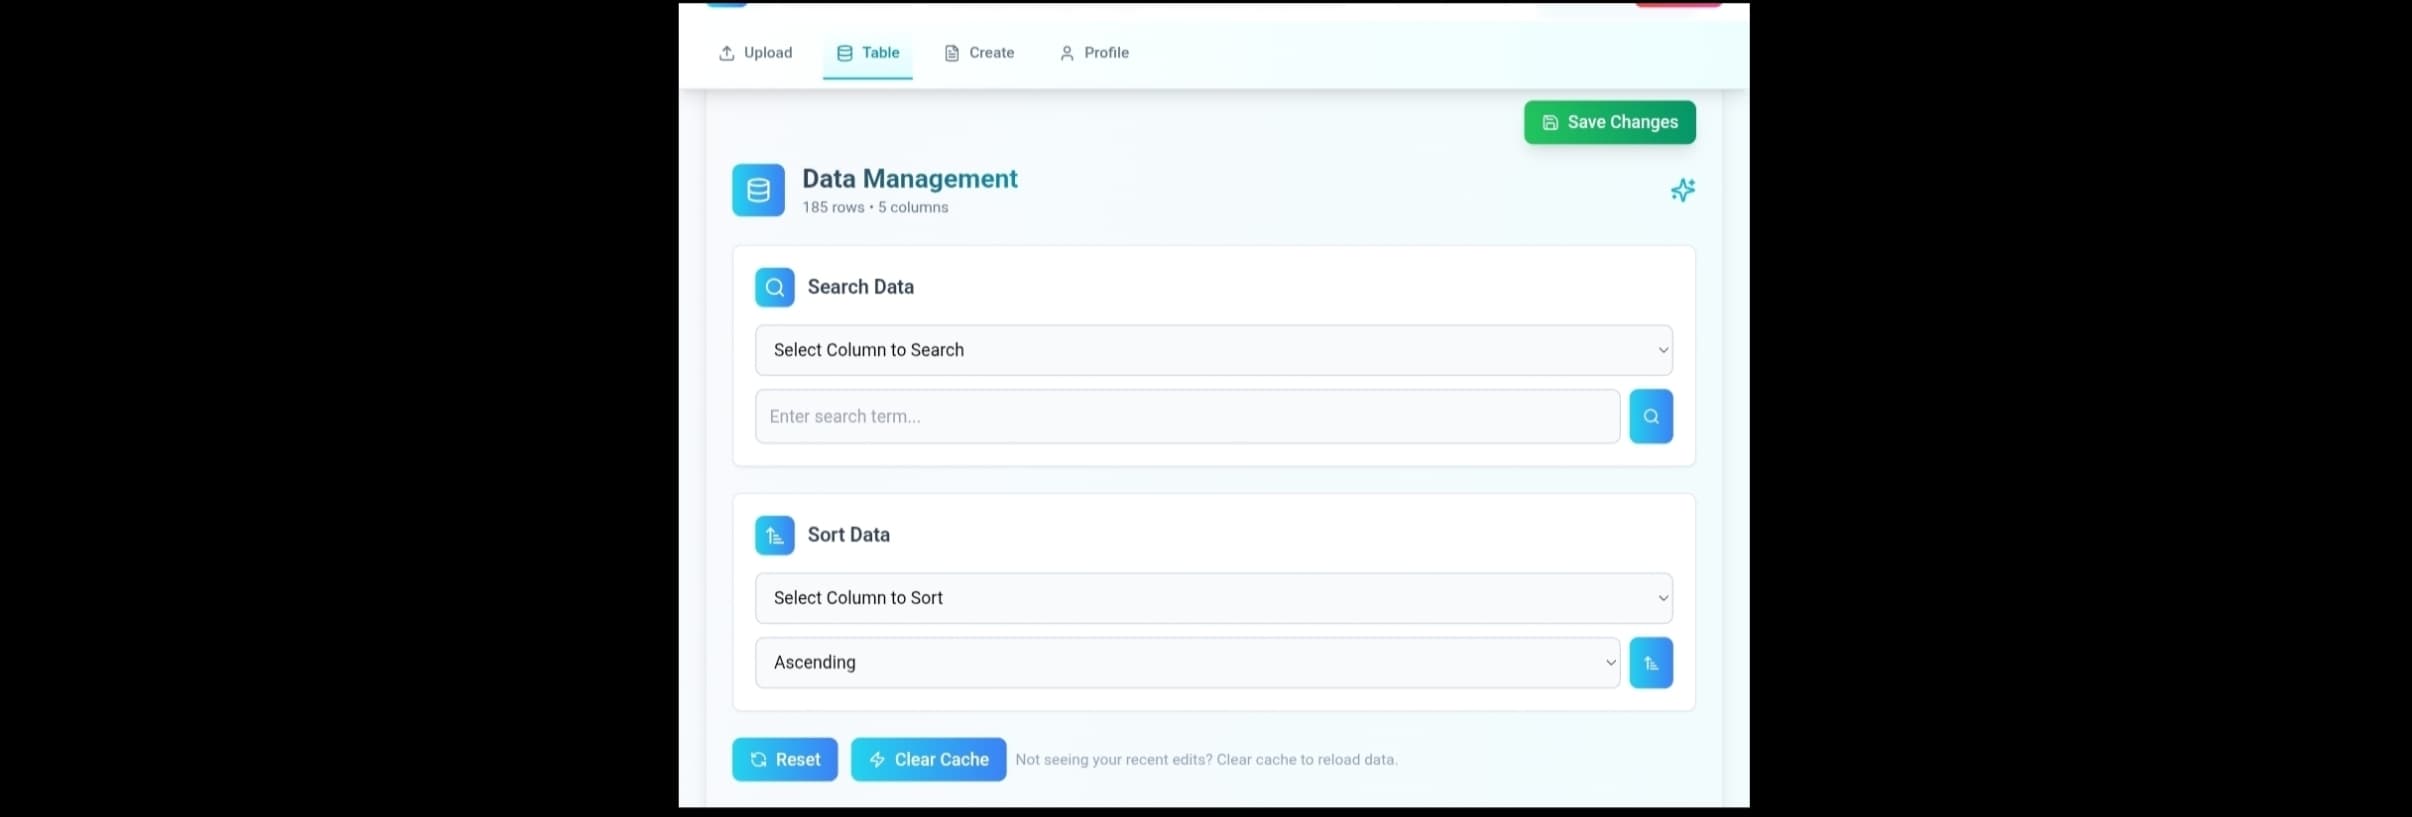 Upload Table Create Profile
Save Changes
Data Management
185 rows • 5 columns
Search Data
Select Column to Search
Enter search term...
Sort Data
Select Column to Sort
Ascending
Reset Clear Cache Not seeing your recent edits? Clear cache to reload data.